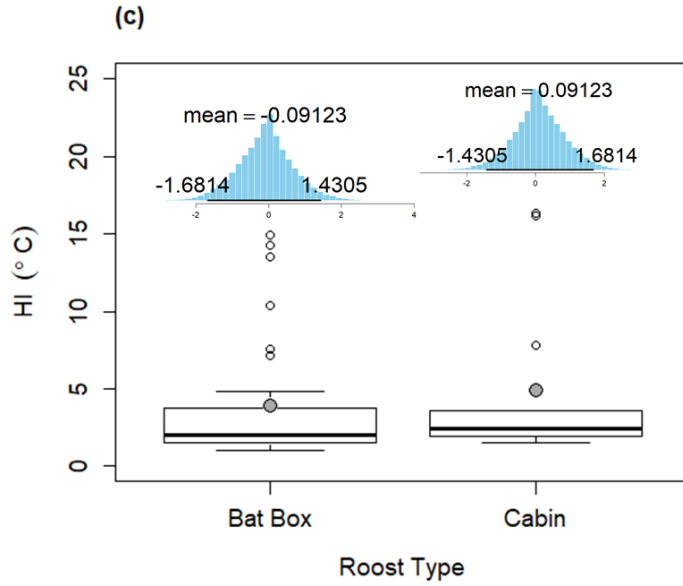 (c)
mean = -0.09123
-1.6814
1.4305
-2
0
2
4
mean = 0.09123
-1.4305
1.6814
-2
0
2
25
20
15
10
5
0
HI (°C)
Bat Box
Cabin
Roost Type